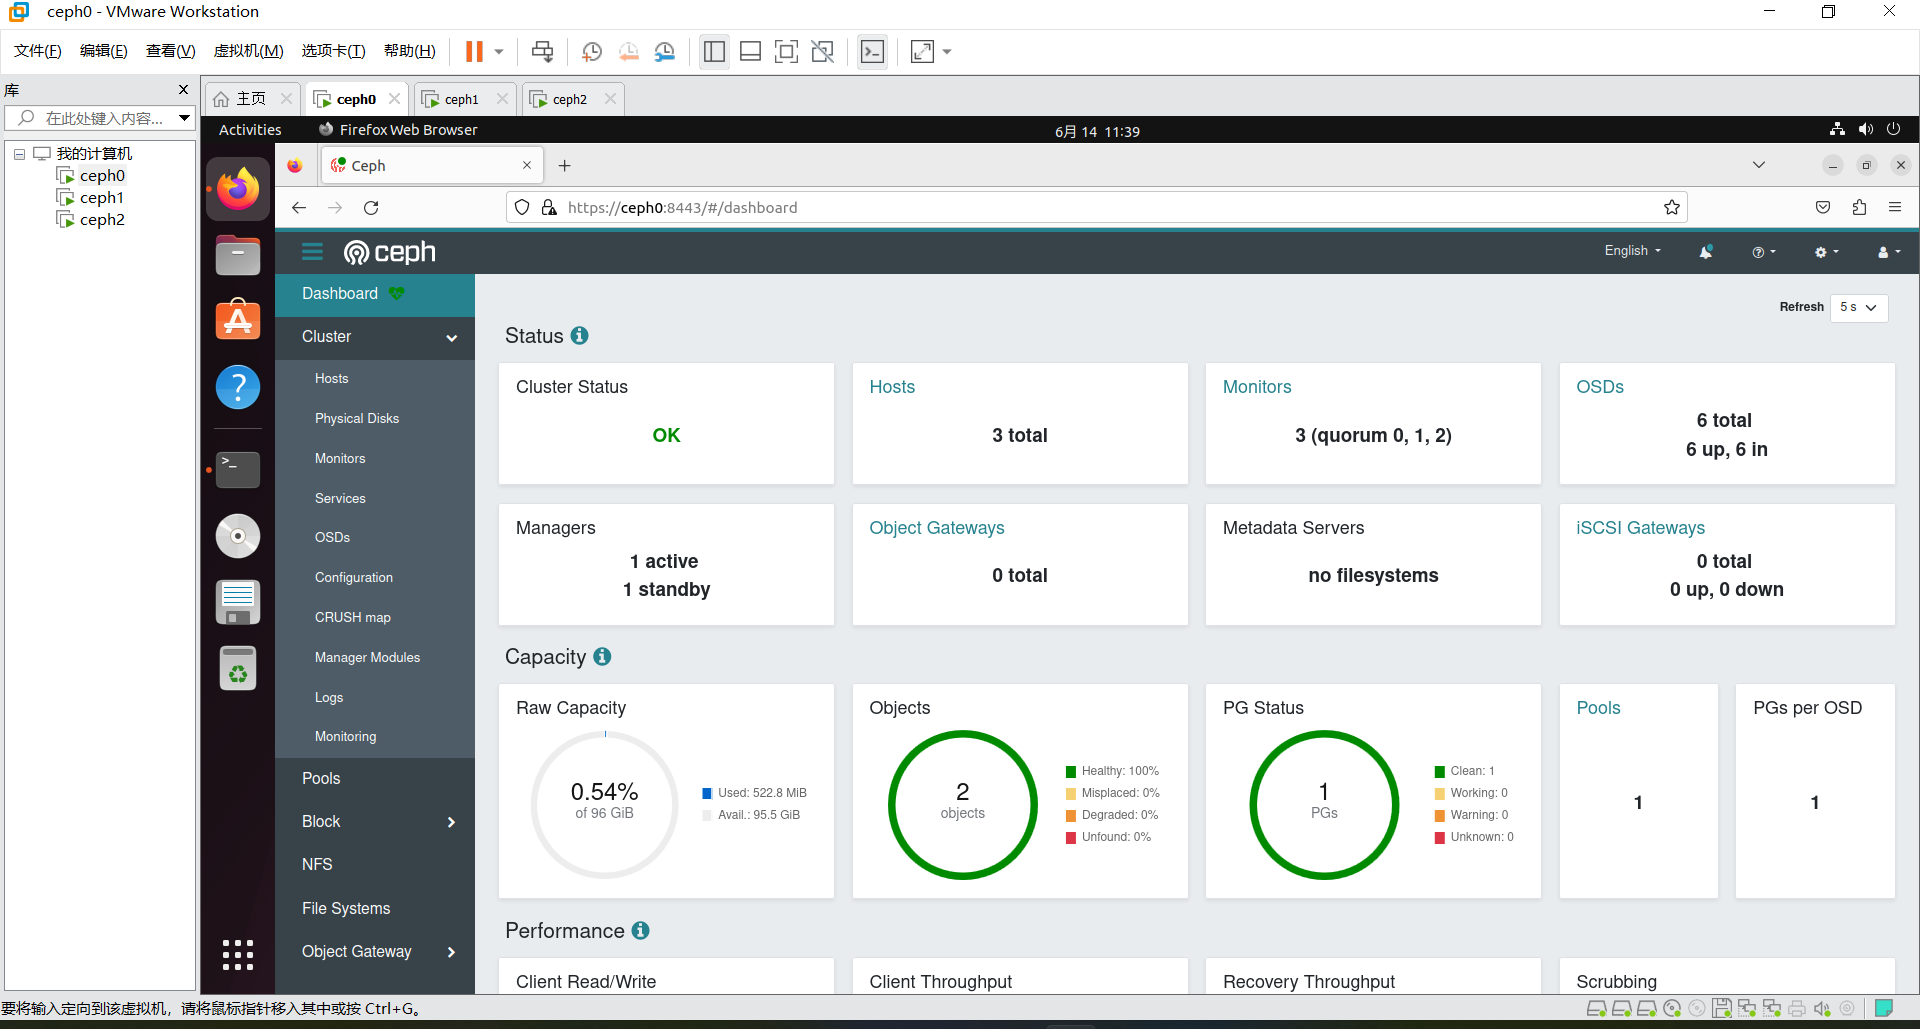 ceph0 - VMware Workstation
文件(F) 编辑(E) 查看(V) 虚拟机(M) 选项卡(T) 帮助(H)
库
在此处键入内容...
我的计算机
ceph0
ceph1
ceph2
主页 ceph0 ceph1 ceph2
Activities Firefox Web Browser 6月 14 11:39
Ceph
https://ceph0:8443/#/dashboard
ceph English
Dashboard
Cluster
Hosts
Physical Disks
Monitors
Services
OSDs
Configuration
CRUSH map
Manager Modules
Logs
Monitoring
Pools
Block
NFS
File Systems
Object Gateway
Refresh 5 s
Status
Cluster Status
OK
Hosts
3 total
Monitors
3 (quorum 0, 1, 2)
OSDs
6 total
6 up, 6 in
Managers
1 active
1 standby
Object Gateways
0 total
Metadata Servers
no filesystems
iSCSI Gateways
0 total
0 up, 0 down
Capacity
Raw Capacity
0.54%
of 96 GiB
Used: 522.8 MiB
Avail.: 95.5 GiB
Objects
2
objects
Healthy: 100%
Misplaced: 0%
Degraded: 0%
Unfound: 0%
PG Status
1
PGs
Clean: 1
Working: 0
Warning: 0
Unknown: 0
Pools
1
PGs per OSD
1
Performance
Client Read/Write
Client Throughput
Recovery Throughput
Scrubbing
要将输入定向到该虚拟机，请将鼠标指针移入其中或按 Ctrl+G。